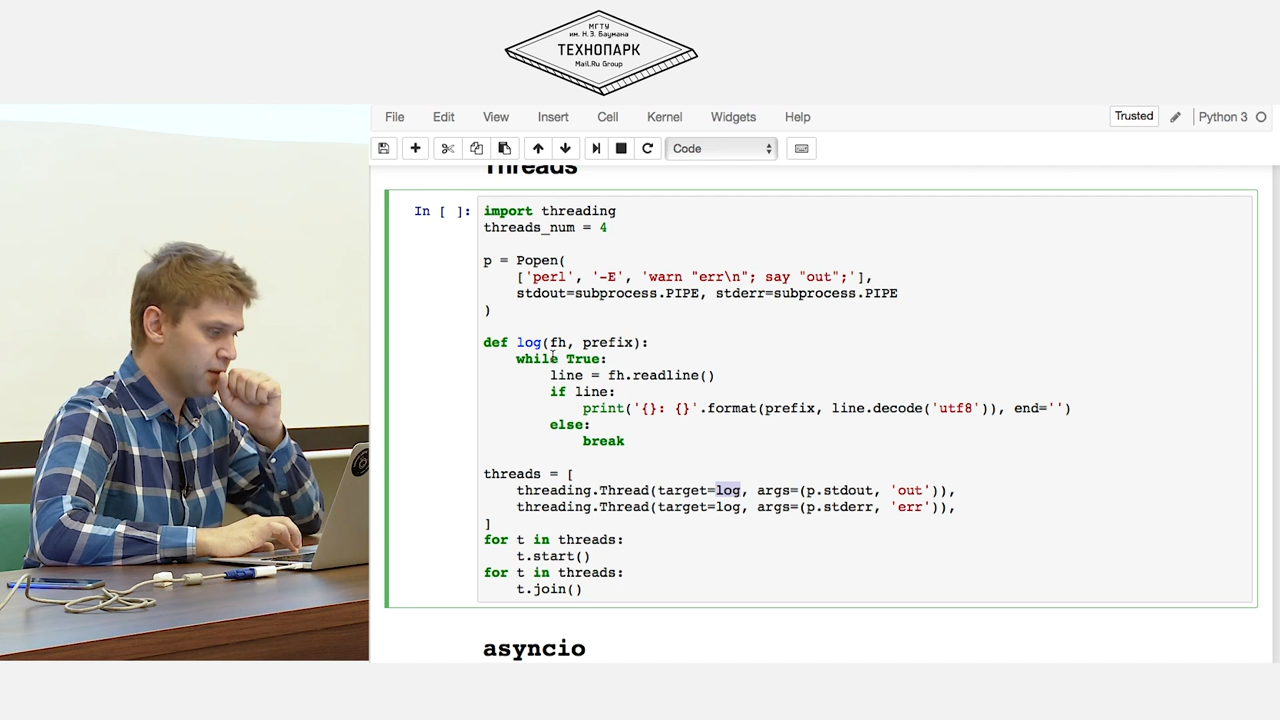 МГТУ
им. Н.Э. Баумана
ТЕХНОПАРК
Mail.Ru Group
File Edit View Insert Cell Kernel Widgets Help
Trusted Python 3
Code
Threads
In [ ]:
import threading
threads_num = 4
p = Popen(
['perl', '-E', 'warn "err\n"; say "out";'],
stdout=subprocess.PIPE, stderr=subprocess.PIPE
)
def log(fh, prefix):
while True:
line = fh.readline()
if line:
print('{}: {}'.format(prefix, line.decode('utf8')), end='')
else:
break
threads = [
threading.Thread(target=log, args=(p.stdout, 'out')),
threading.Thread(target=log, args=(p.stderr, 'err')),
]
for t in threads:
t.start()
for t in threads:
t.join()
asyncio